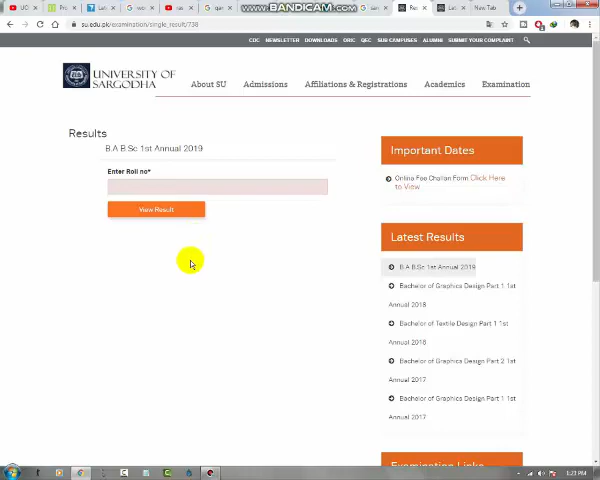 www.BANDICAM.com
New Tab
su.edu.pk/examination/single_result/738
CDC NEWSLETTER DOWNLOADS ORIC QEC SUB CAMPUSES ALUMNI SUBMIT YOUR COMPLAINT
UNIVERSITY OF
SARGODHA
About SU Admissions Affiliations & Registrations Academics Examination
Results
B.A B.Sc 1st Annual 2019
Enter Roll no*
View Result
Important Dates
Online Fee Challan Form Click Here
to View
Latest Results
B.A B.Sc 1st Annual 2019
Bachelor of Graphics Design Part 1 1st
Annual 2018
Bachelor of Textile Design Part 1 1st
Annual 2018
Bachelor of Graphics Design Part 2 1st
Annual 2017
Bachelor of Graphics Design Part 1 1st
Annual 2017
Examination Links
1:23 PM